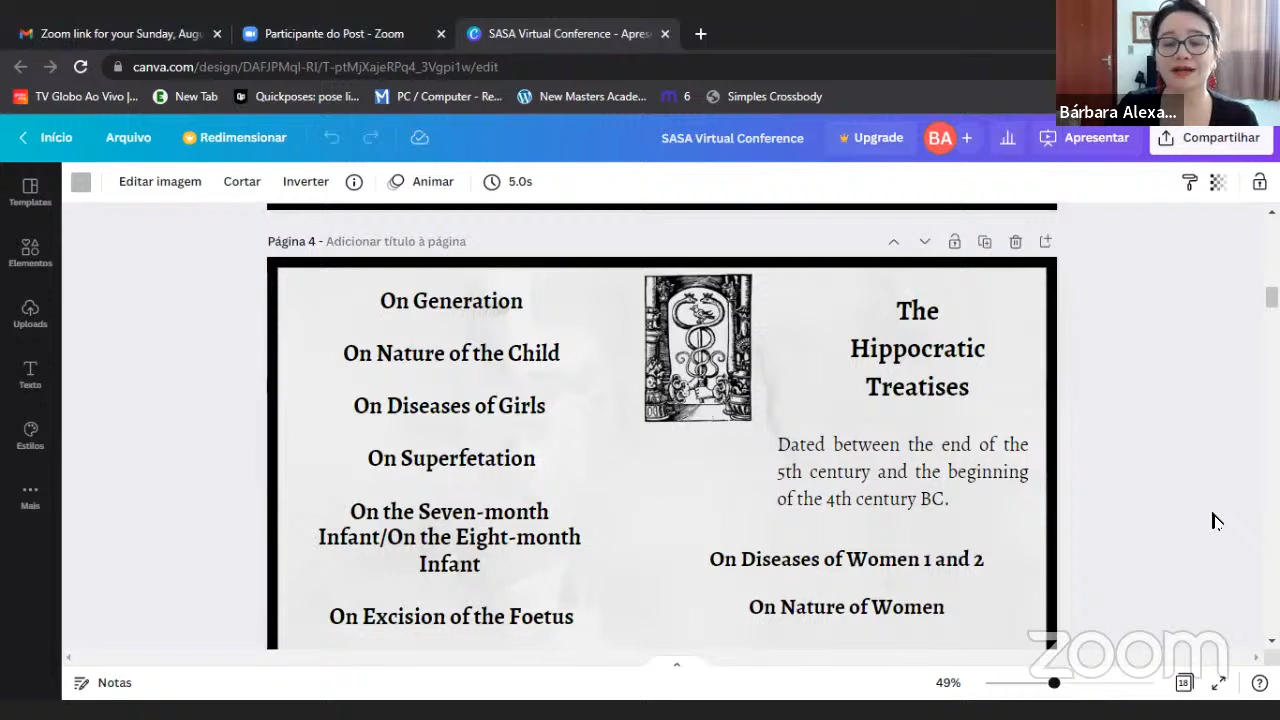 Zoom link for your Sunday, Aug
Participante do Post - Zoom
SASA Virtual Conference - Aprese
canva.com/design/DAFJPMql-RI/T-ptMjXajeRPq4_3Vgpi1w/edit
TV Globo Ao Vivo |...
New Tab
Quickposes: pose li...
PC / Computer - Re...
New Masters Acade...
6
Simples Crossbody
Bárbara Alexa...
Início
Arquivo
Redimensionar
SASA Virtual Conference
Upgrade
BA
Apresentar
Compartilhar
Editar imagem
Cortar
Inverter
Animar
5.0s
Templates
Elementos
Uploads
Texto
Estilos
Mais
Página 4 - Adicionar título à página
On Generation
On Nature of the Child
On Diseases of Girls
On Superfetation
On the Seven-month
Infant/On the Eight-month
Infant
On Excision of the Foetus
The
Hippocratic
Treatises
Dated between the end of the
5th century and the beginning
of the 4th century BC.
On Diseases of Women 1 and 2
On Nature of Women
zoom
Notas
49%
18